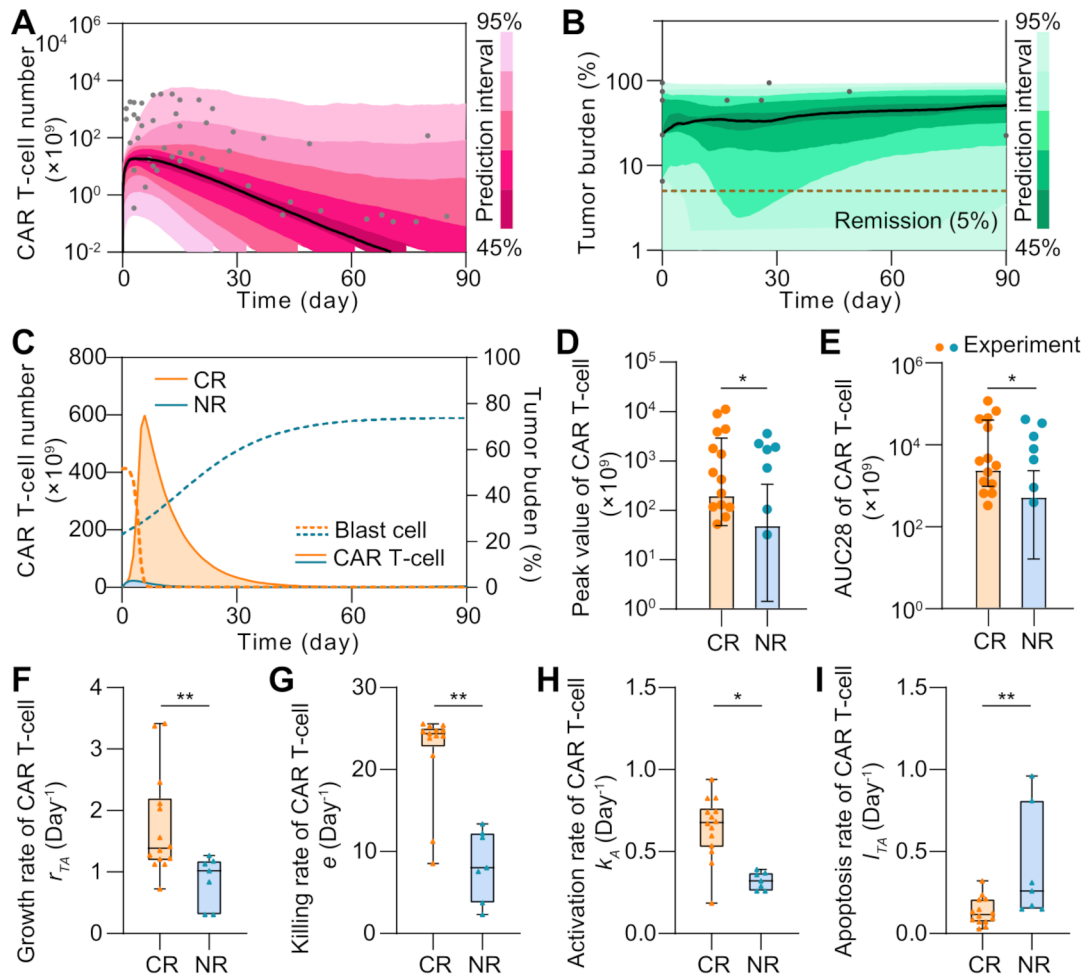 A
CAR T-cell number
(×10⁹)
10⁶
10⁴
10⁴
10²
10⁰
10⁻²
0
30
60
90
Time (day)
95%
Prediction interval
45%
B
Tumor burden (%)
100
10
1
Remission (5%)
0
30
60
90
Time (day)
95%
Prediction interval
45%
C
CAR T-cell number
(×10⁹)
800
600
400
200
0
CR
NR
Blast cell
CAR T-cell
100
80
60
40
20
0
Tumor buden (%)
0
30
60
90
Time (day)
D
Peak value of CAR T-cell
(×10⁹)
10⁵
10⁴
10³
10²
10¹
10⁰
*
CR
NR
E
Experiment
AUC28 of CAR T-cell
(×10⁹)
10⁶
10⁴
10²
10⁰
*
CR
NR
F
Growth rate of CAR T-cell
r_TA (Day⁻¹)
4
3
2
1
0
**
CR
NR
G
Killing rate of CAR T-cell
e (Day⁻¹)
30
20
10
0
**
CR
NR
H
Activation rate of CAR T-cell
k_A (Day⁻¹)
1.5
1.0
0.5
0.0
*
CR
NR
I
Apoptosis rate of CAR T-cell
l_TA (Day⁻¹)
1.5
1.0
0.5
0.0
**
CR
NR